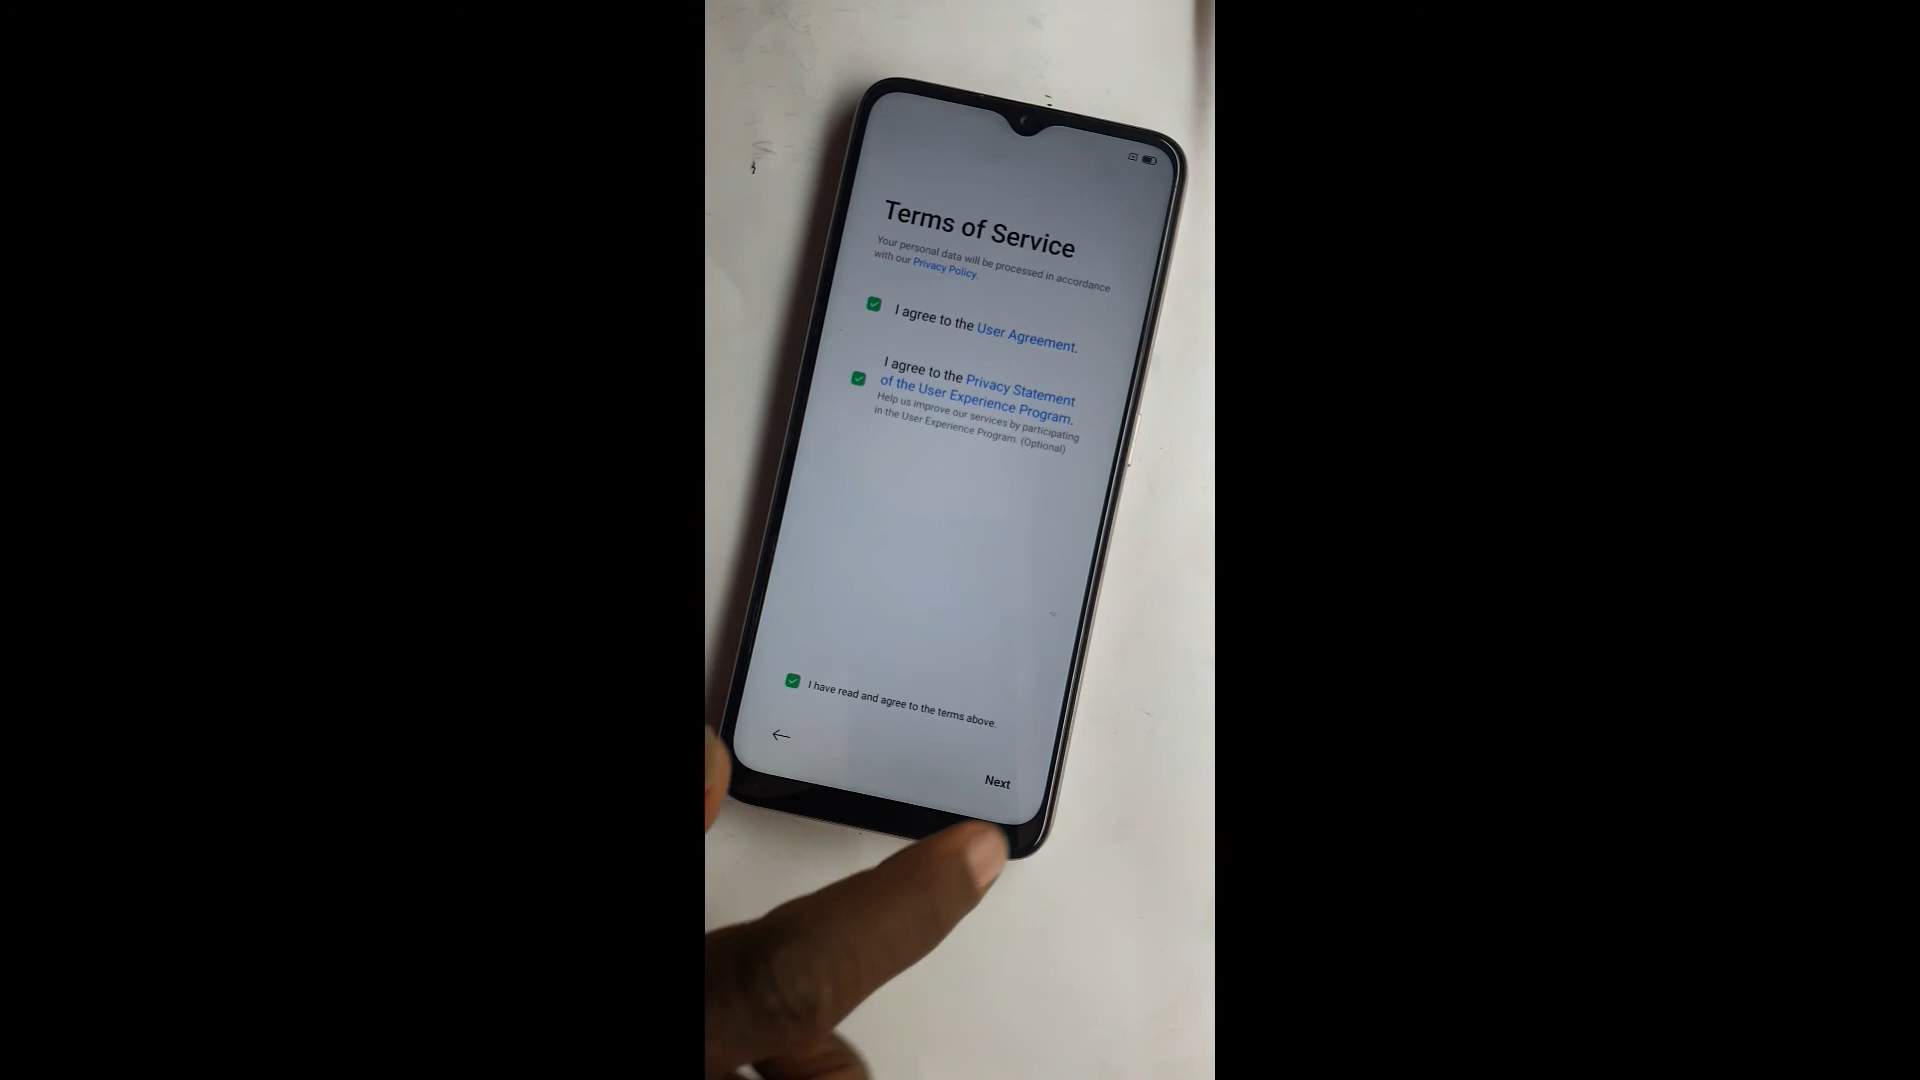 Terms of Service
Your personal data will be processed in accordance
with our Privacy Policy.
I agree to the User Agreement.
I agree to the Privacy Statement
of the User Experience Program.
Help us improve our services by participating
in the User Experience Program. (Optional)
I have read and agree to the terms above.
Next